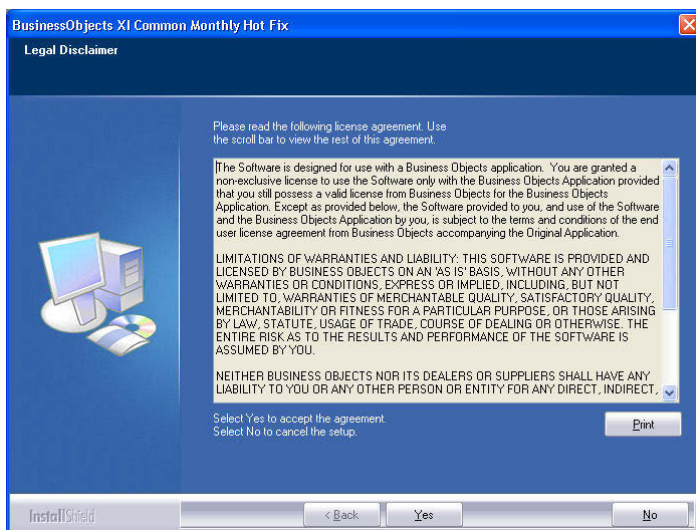 BusinessObjects XI Common Monthly Hot Fix
Legal Disclaimer
Please read the following license agreement. Use
the scroll bar to view the rest of this agreement.
The Software is designed for use with a Business Objects application. You are granted a
non-exclusive license to use the Software only with the Business Objects Application provided
that you still possess a valid license from Business Objects for the Business Objects
Application. Except as provided below, the Software provided to you, and use of the Software
and the Business Objects Application by you, is subject to the terms and conditions of the end
user license agreement from Business Objects accompanying the Original Application.
LIMITATIONS OF WARRANTIES AND LIABILITY: THIS SOFTWARE IS PROVIDED AND
LICENSED BY BUSINESS OBJECTS ON AN 'AS IS' BASIS, WITHOUT ANY OTHER
WARRANTIES OR CONDITIONS, EXPRESS OR IMPLIED, INCLUDING, BUT NOT
LIMITED TO, WARRANTIES OF MERCHANTABLE QUALITY, SATISFACTORY QUALITY,
MERCHANTABILITY OR FITNESS FOR A PARTICULAR PURPOSE, OR THOSE ARISING
BY LAW, STATUTE, USAGE OF TRADE, COURSE OF DEALING OR OTHERWISE. THE
ENTIRE RISK AS TO THE RESULTS AND PERFORMANCE OF THE SOFTWARE IS
ASSUMED BY YOU.
NEITHER BUSINESS OBJECTS NOR ITS DEALERS OR SUPPLIERS SHALL HAVE ANY
LIABILITY TO YOU OR ANY OTHER PERSON OR ENTITY FOR ANY DIRECT, INDIRECT,
Select Yes to accept the agreement.
Select No to cancel the setup.
Print
InstallShield
< Back
Yes
No